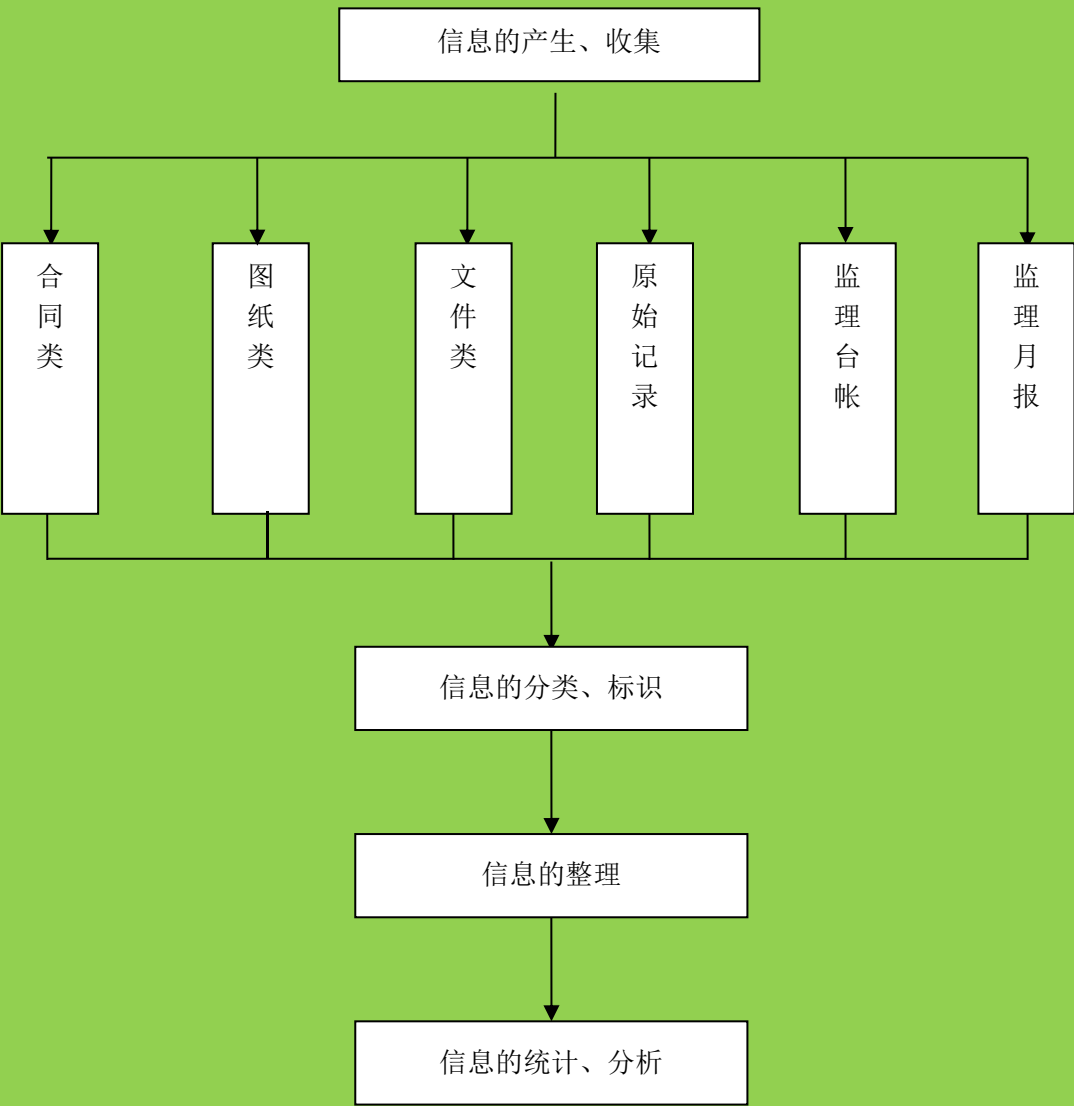 信息的产生、收集
合同类
图纸类
文件类
原始记录
监理台帐
监理月报
信息的分类、标识
信息的整理
信息的统计、分析